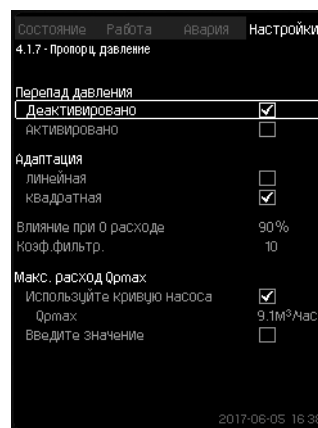 Состояние Работа Авария Настройки
4.1.7 - Пропорц. давление
Перепад давления
Деактивировано
Активировано
Адаптация
линейная
квадратная
Влияние при 0 расходе 90%
Коэф.фильтр. 10
Макс. расход Qpmax
Используйте кривую насоса
Qpmax 9.1м³/час
Введите значение
2017-06-05 16:38